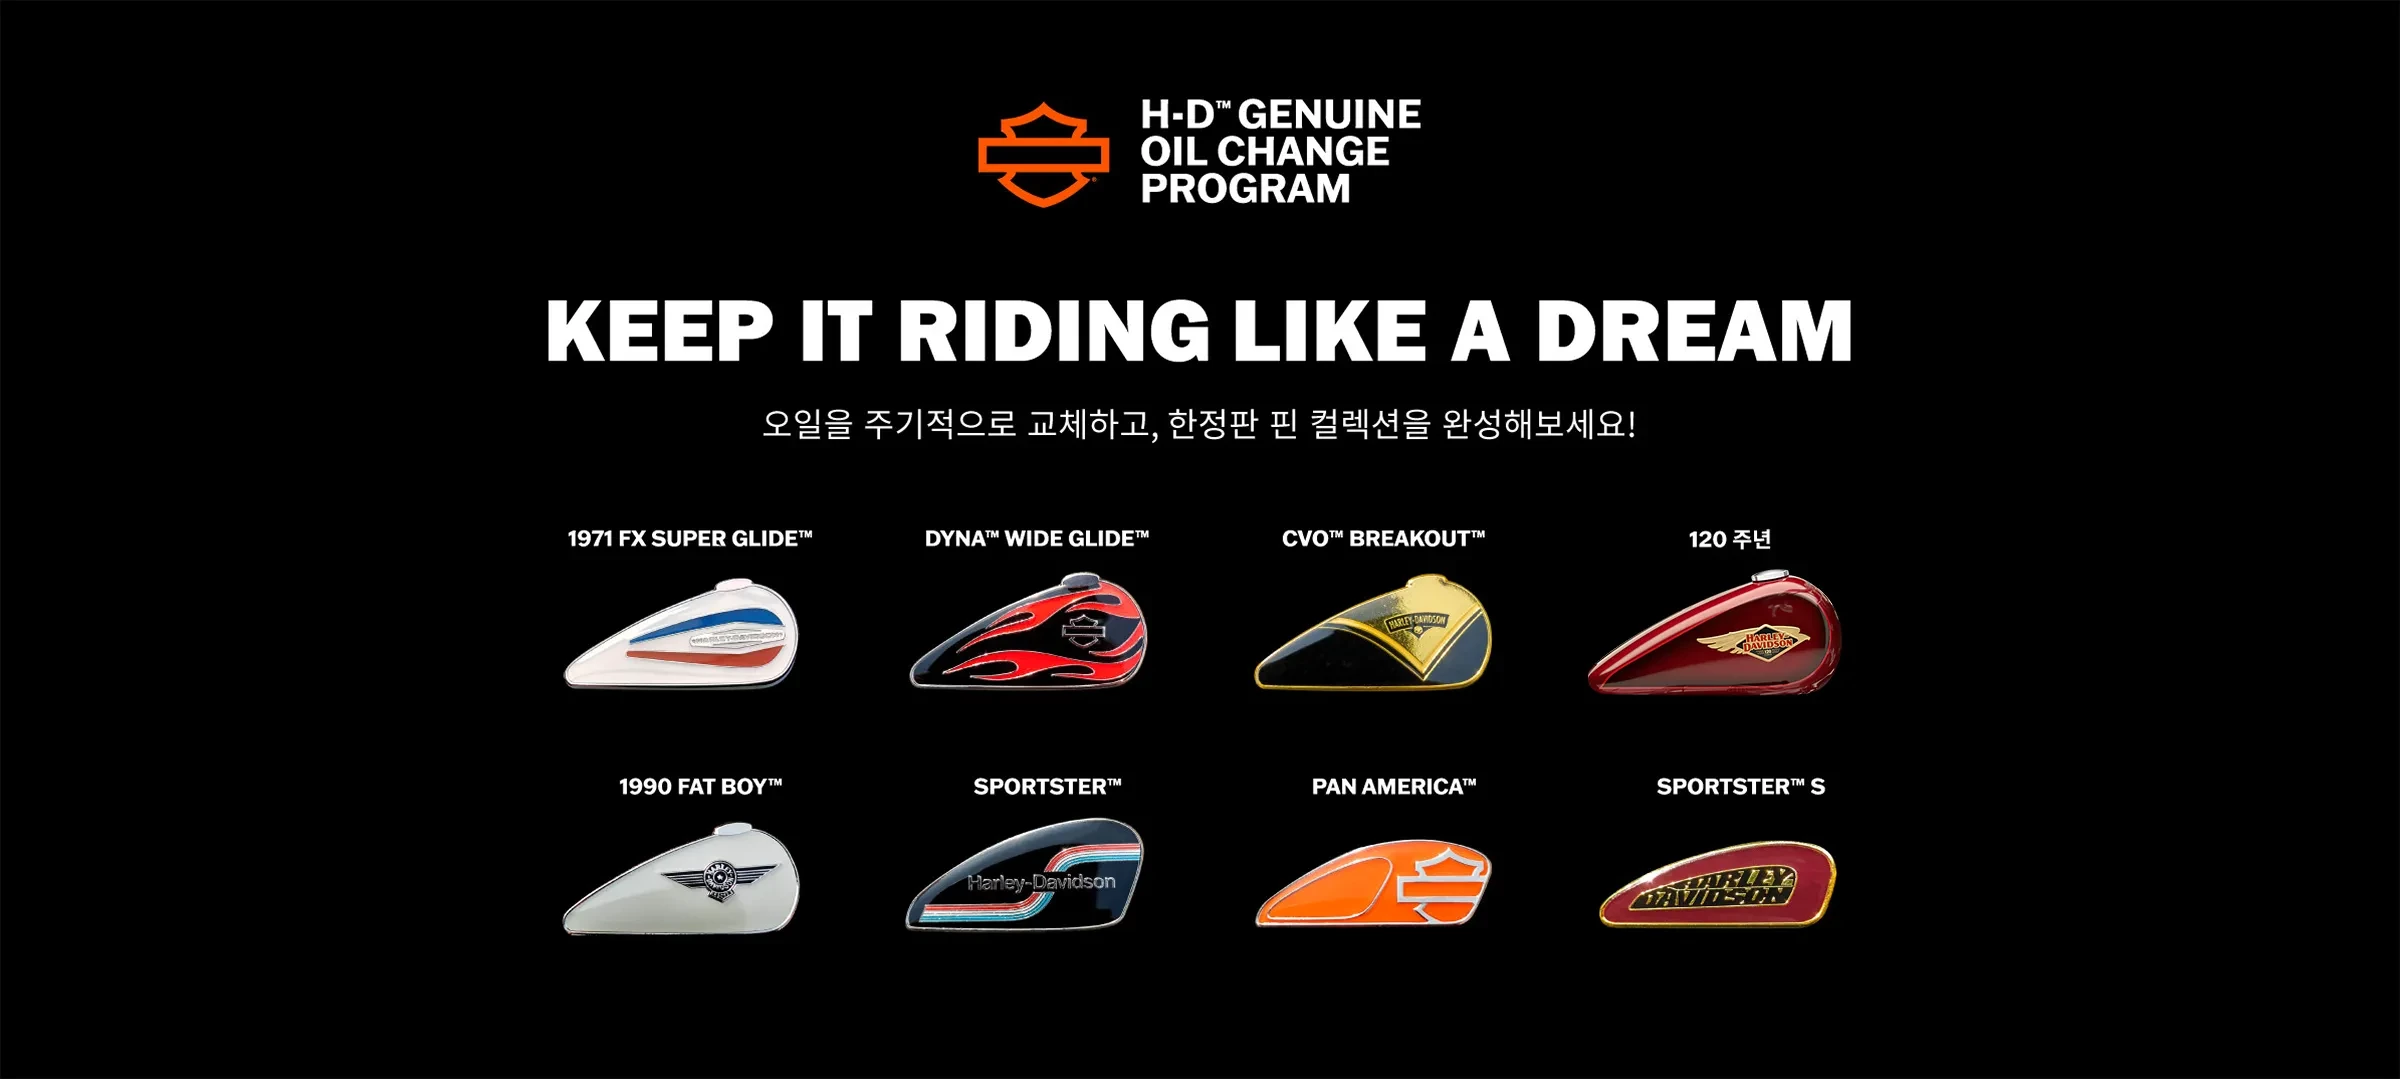 H-D™ GENUINE
OIL CHANGE
PROGRAM
KEEP IT RIDING LIKE A DREAM
오일을 주기적으로 교체하고, 한정판 핀 컬렉션을 완성해보세요!
1971 FX SUPER GLIDE™
DYNA™ WIDE GLIDE™
CVO™ BREAKOUT™
120 주년
HARLEY-DAVIDSON
HARLEY-DAVIDSON
HARLEY-
DAVIDSON
120
1990 FAT BOY™
SPORTSTER™
PAN AMERICA™
SPORTSTER™ S
HARLEY
DAVIDSON
Harley-Davidson
HARLEY
DAVIDSON